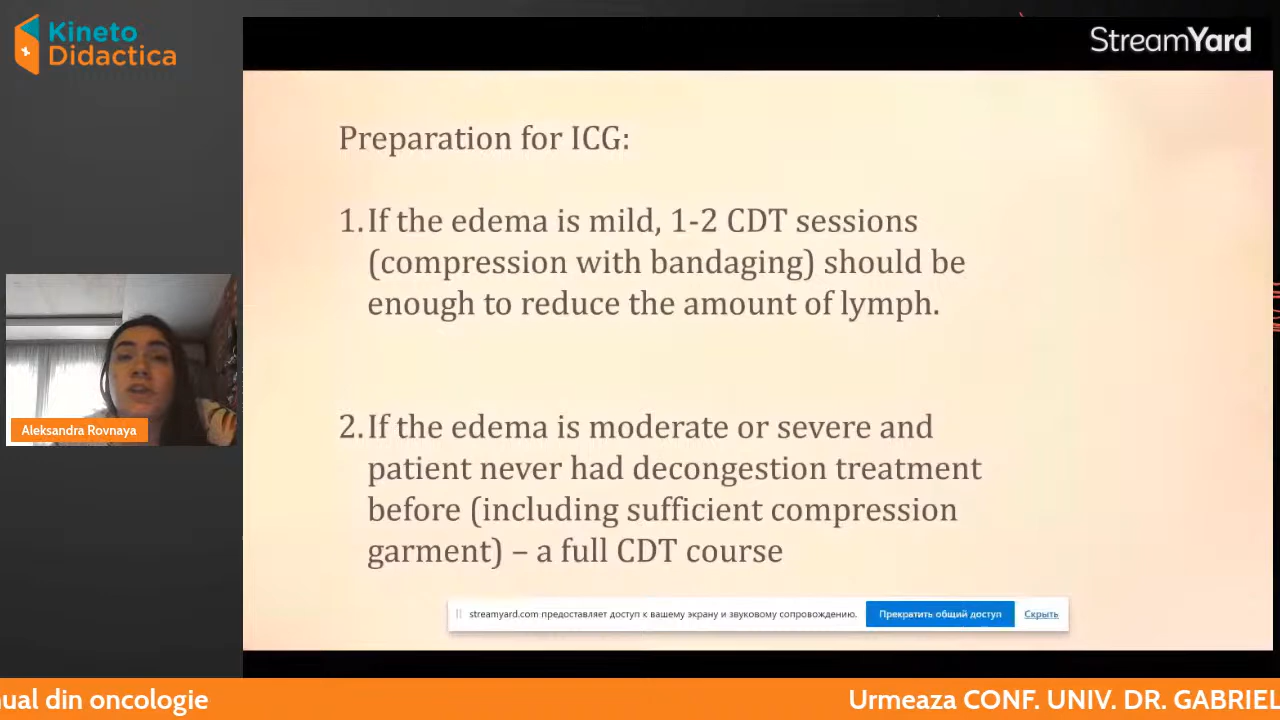 Kineto
Didactica
StreamYard
Preparation for ICG:
1. If the edema is mild, 1-2 CDT sessions
(compression with bandaging) should be
enough to reduce the amount of lymph.
2. If the edema is moderate or severe and
patient never had decongestion treatment
before (including sufficient compression
garment) – a full CDT course
Aleksandra Rovnaya
streamyard.com предоставляет доступ к вашему экрану и звуковому сопровождению.
Прекратить общий доступ
Скрыть
nual din oncologie
Urmeaza CONF. UNIV. DR. GABRIEL